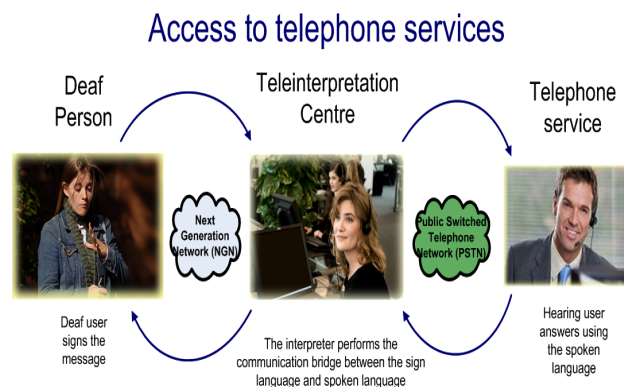 Access to telephone services
Deaf
Person
Teleinterpretation
Centre
Telephone
service
Next
Generation
Network (NGN)
Public Switched
Telephone
Network (PSTN)
Deaf user
signs the
message
The interpreter performs the
communication bridge between the sign
language and spoken language
Hearing user
answers using
the spoken
language